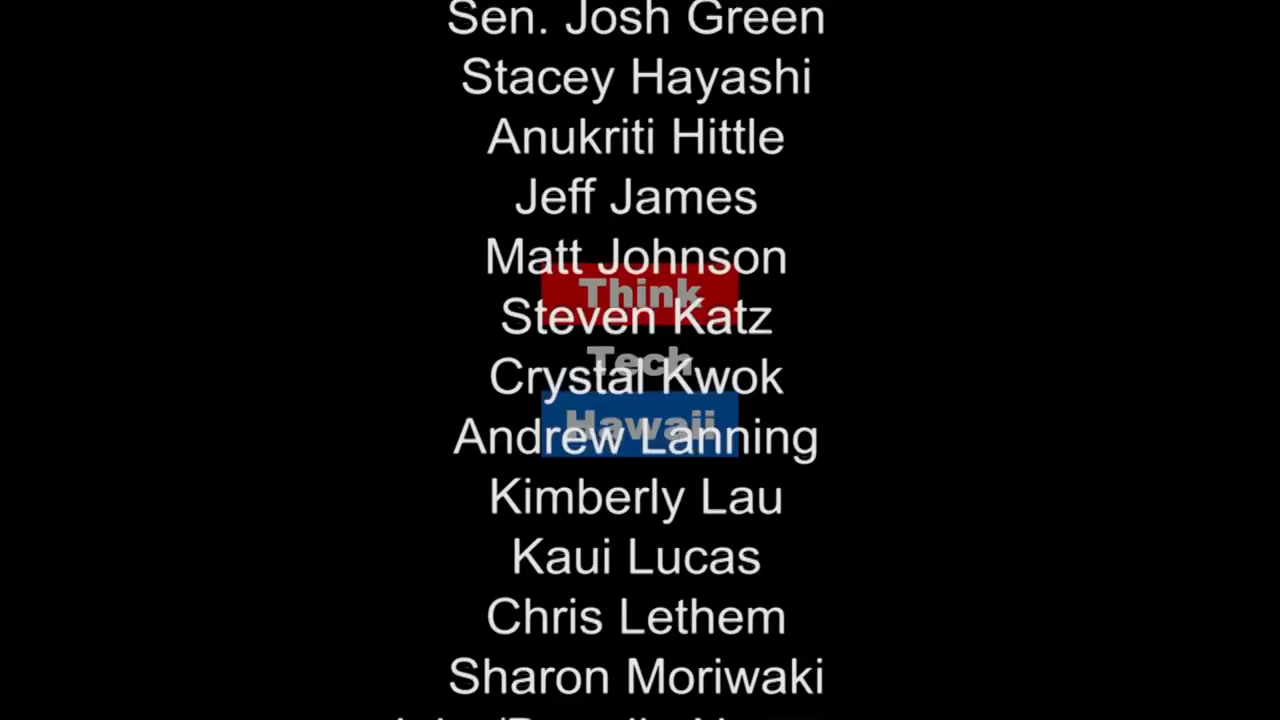 Sen. Josh Green
Stacey Hayashi
Anukriti Hittle
Jeff James
Matt Johnson
Think
Steven Katz
Tech
Crystal Kwok
Hawaii
Andrew Lanning
Kimberly Lau
Kaui Lucas
Chris Lethem
Sharon Moriwaki